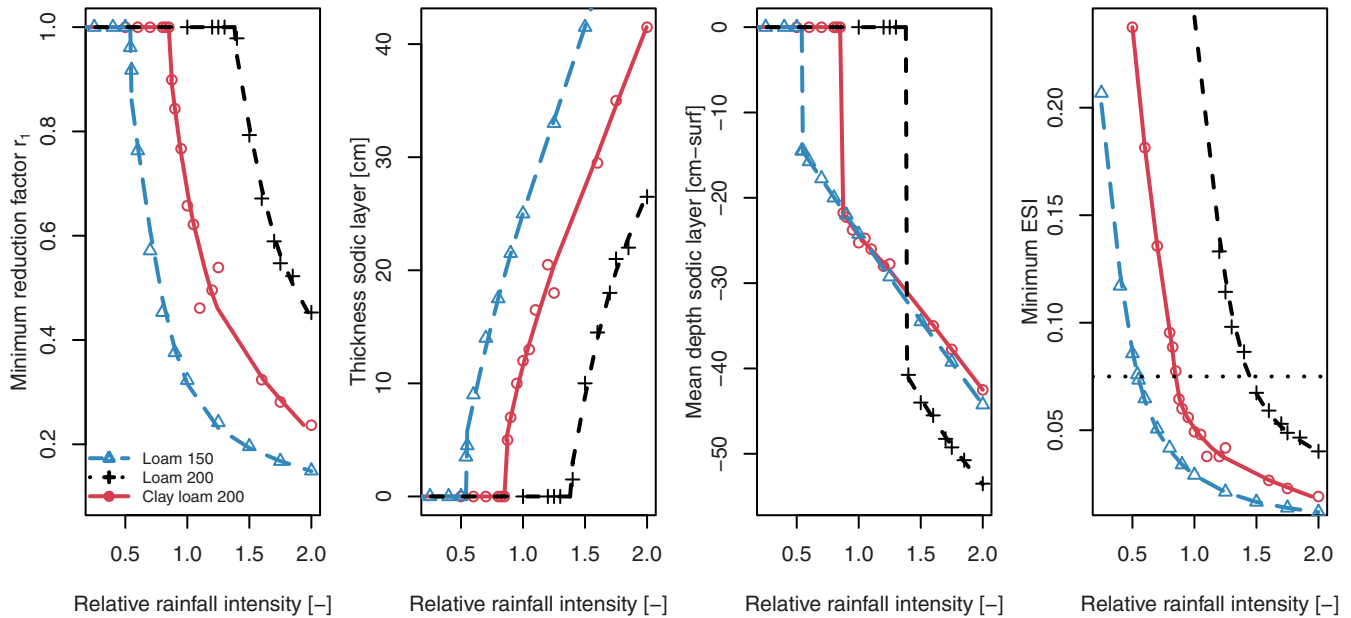 Minimum reduction factor r₁
1.0
0.8
0.6
0.4
0.2
Loam 150
Loam 200
Clay loam 200
0.5 1.0 1.5 2.0
Relative rainfall intensity [−]
Thickness sodic layer [cm]
40
30
20
10
0
0.5 1.0 1.5 2.0
Relative rainfall intensity [−]
Mean depth sodic layer [cm−surf]
0
−10
−20
−30
−40
−50
0.5 1.0 1.5 2.0
Relative rainfall intensity [−]
Minimum ESI
0.20
0.15
0.10
0.05
0.5 1.0 1.5 2.0
Relative rainfall intensity [−]